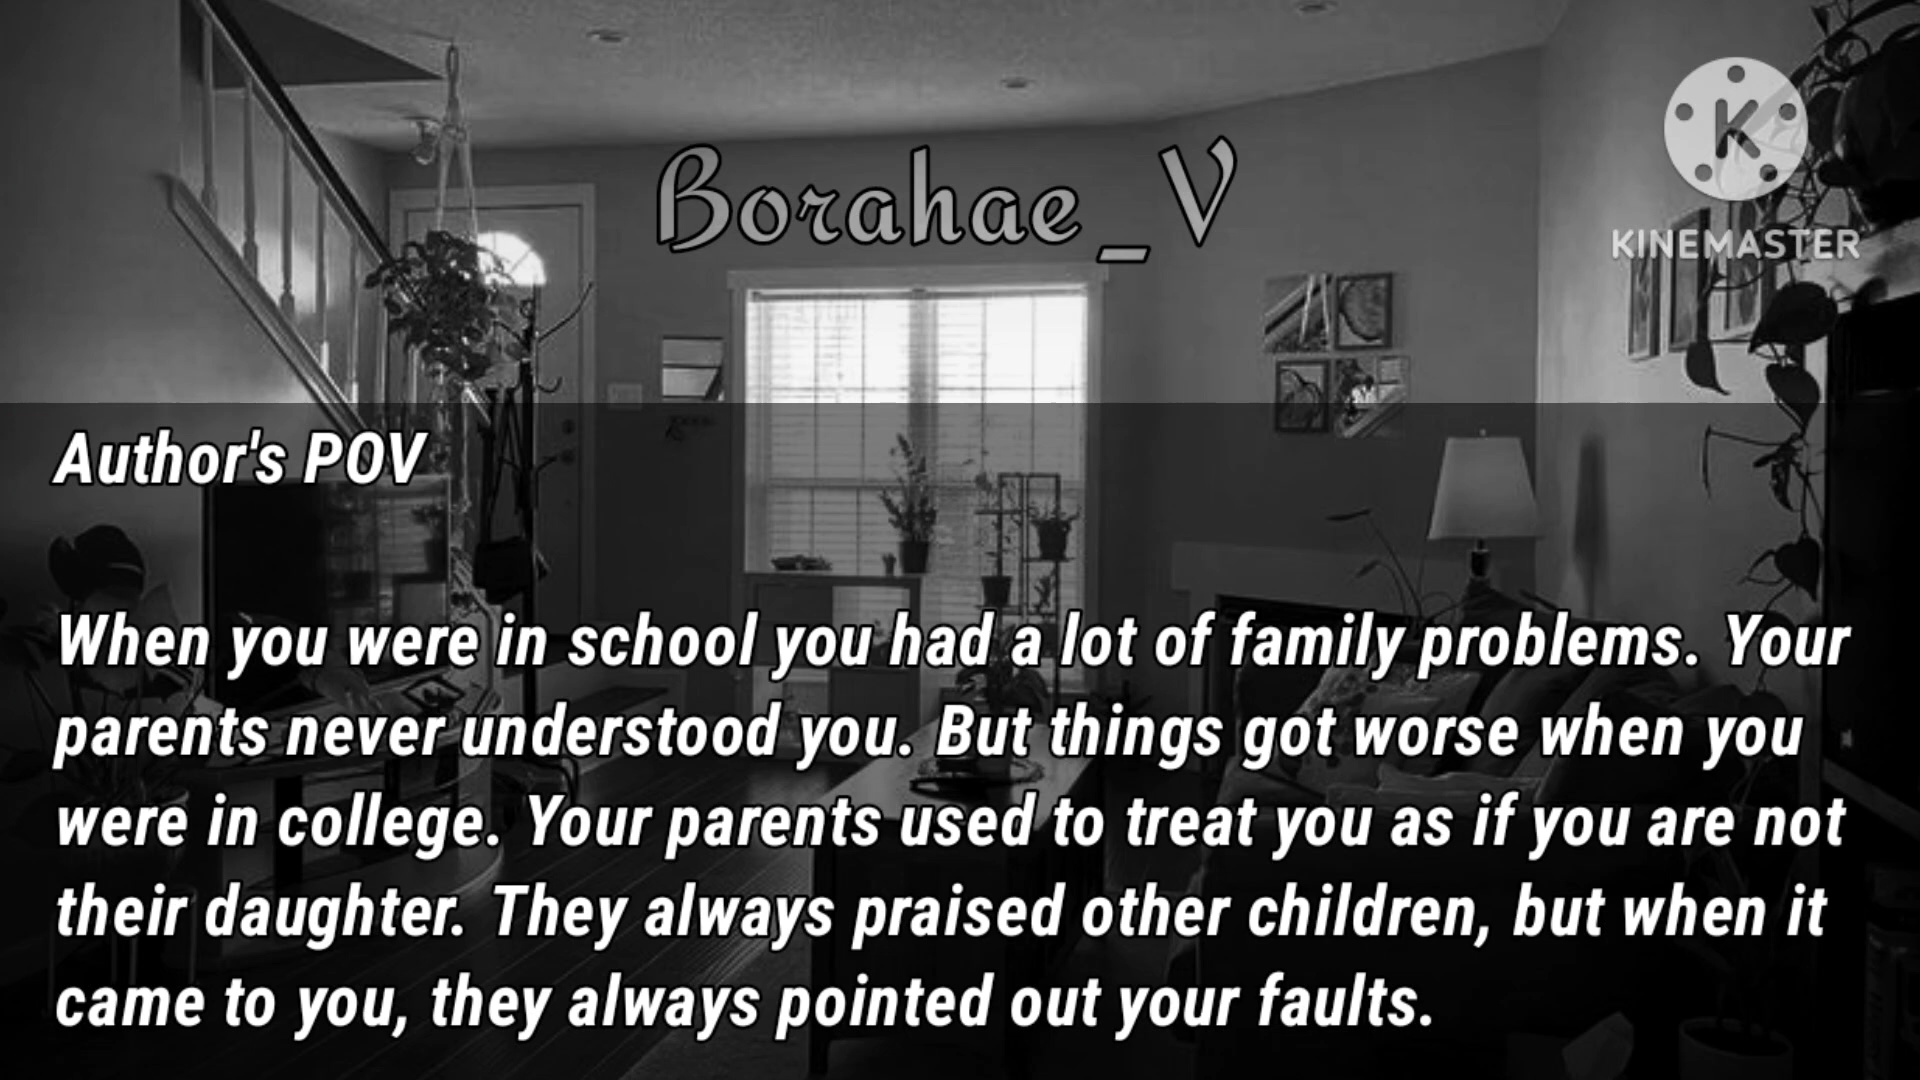 Borahae_V
KINEMASTER
Author's POV
When you were in school you had a lot of family problems. Your
parents never understood you. But things got worse when you
were in college. Your parents used to treat you as if you are not
their daughter. They always praised other children, but when it
came to you, they always pointed out your faults.